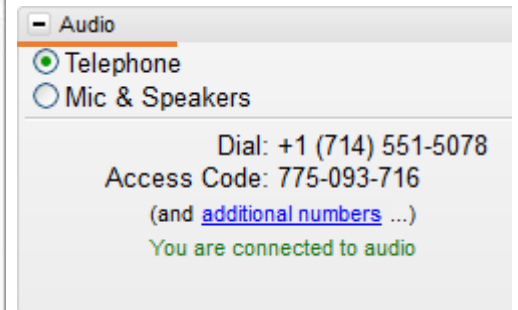 Audio
Telephone
Mic & Speakers
Dial: +1 (714) 551-5078
Access Code: 775-093-716
(and additional numbers ...)
You are connected to audio